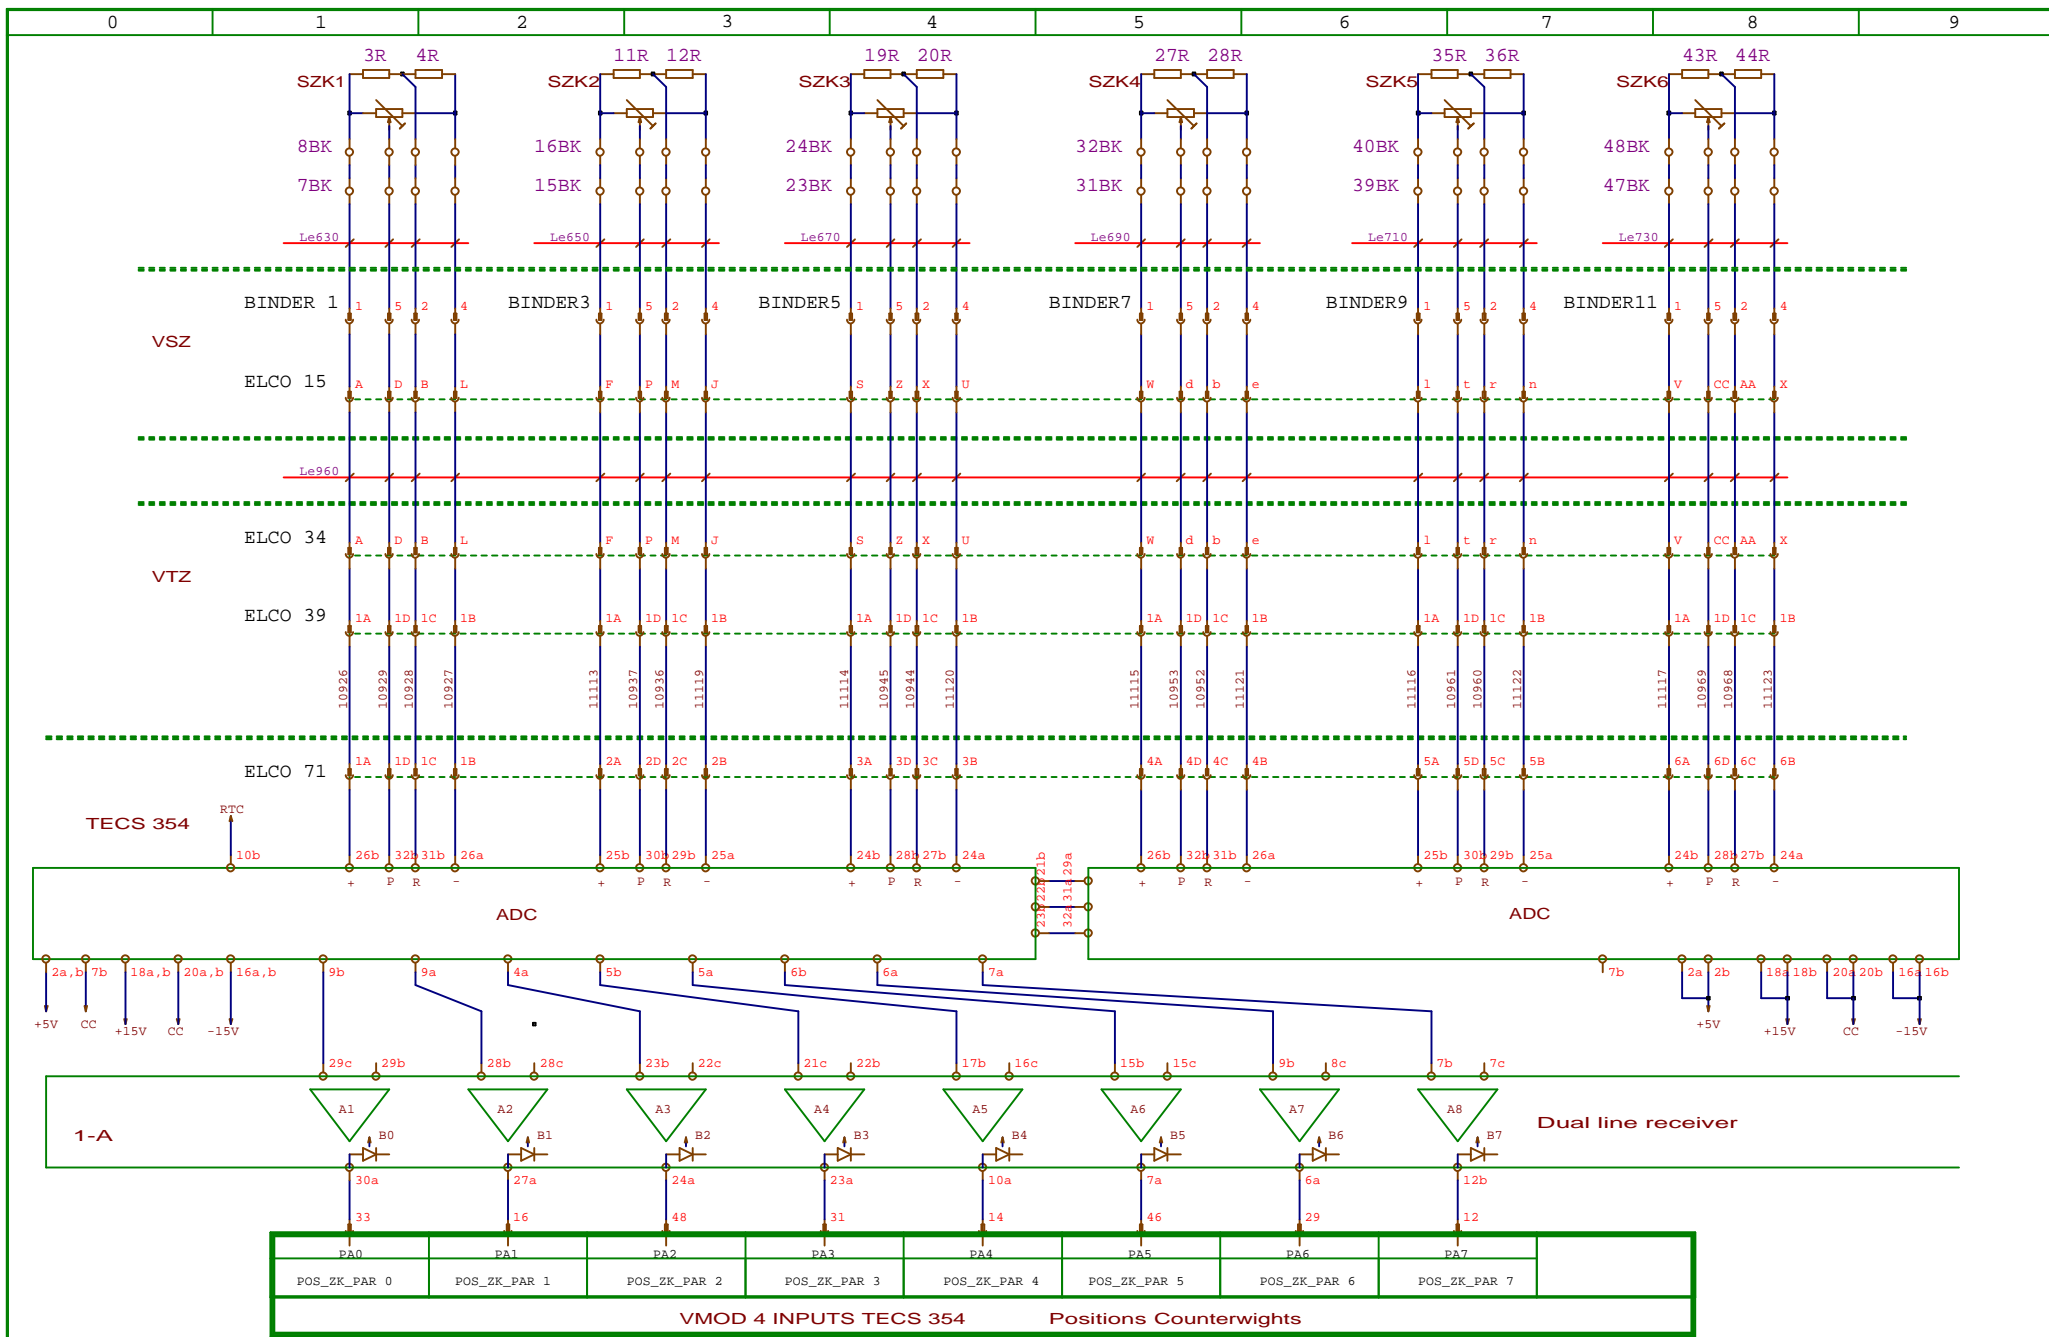 0 1 2 3 4 5 6 7 8 9
3R 4R 11R 12R 19R 20R 27R 28R 35R 36R 43R 44R
SZK1 SZK2 SZK3 SZK4 SZK5 SZK6
8BK 16BK 24BK 32BK 40BK 48BK
7BK 15BK 23BK 31BK 39BK 47BK
Le630 Le650 Le670 Le690 Le710 Le730
BINDER 1 1 5 2 4 BINDER3 1 5 2 4 BINDER5 1 5 2 4 BINDER7 1 5 2 4 BINDER9 1 5 2 4 BINDER11 1 5 2 4
VSZ
ELCO 15 A D B L F P M J S Z X U W d b e l t r n V CC AA X
Le960
ELCO 34 A D B L F P M J S Z X U W d b e l t r n V CC AA X
VTZ
ELCO 39 1A 1D 1C 1B 1A 1D 1C 1B 1A 1D 1C 1B 1A 1D 1C 1B 1A 1D 1C 1B 1A 1D 1C 1B
10926 10929 10928 10927 11113 10937 10936 11119 11114 10945 10944 11120 11115 10953 10952 11121 11116 10961 10960 11122 11117 10969 10968 11123
ELCO 71 1A 1D 1C 1B 2A 2D 2C 2B 3A 3D 3C 3B 4A 4D 4C 4B 5A 5D 5C 5B 6A 6D 6C 6B
RTC
TECS 354
10b 26b 32b 31b 26a 25b 30b 29b 25a 24b 28b 27b 24a 26b 32b 31b 26a 25b 30b 29b 25a 24b 28b 27b 24a
+ P R - + P R - + P R - + P R - + P R - + P R -
21b 29a
22b 31a
23b 32a
ADC ADC
2a,b 7b 18a,b 20a,b 16a,b 9b 9a 4a 5b 5a 6b 6a 7a 7b 2a 2b 18a 18b 20a 20b 16a 16b
+5V CC +15V CC -15V +5V +15V CC -15V
29c 29b 28b 28c 23b 22c 21c 22b 17b 16c 15b 15c 9b 8c 7b 7c
A1 A2 A3 A4 A5 A6 A7 A8
1-A Dual line receiver
B0 B1 B2 B3 B4 B5 B6 B7
30a 27a 24a 23a 10a 7a 6a 12b
33 16 48 31 14 46 29 12
PA0 PA1 PA2 PA3 PA4 PA5 PA6 PA7
POS_ZK_PAR 0 POS_ZK_PAR 1 POS_ZK_PAR 2 POS_ZK_PAR 3 POS_ZK_PAR 4 POS_ZK_PAR 5 POS_ZK_PAR 6 POS_ZK_PAR 7
VMOD 4 INPUTS TECS 354 Positions Counterwights